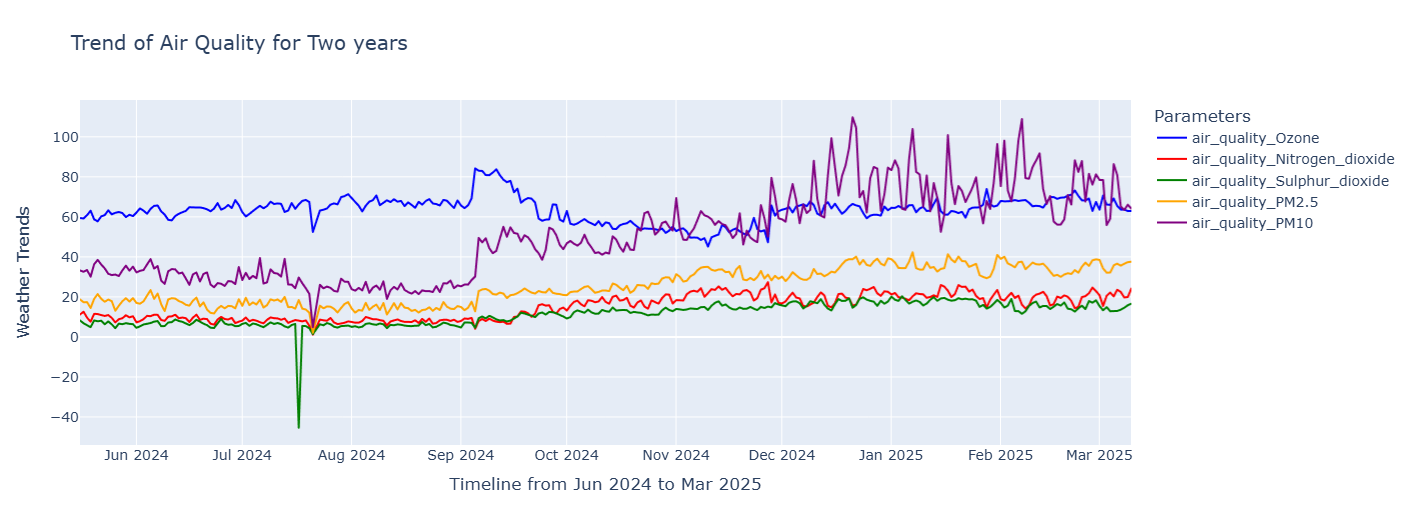 Trend of Air Quality for Two years
Parameters
air_quality_Ozone
air_quality_Nitrogen_dioxide
air_quality_Sulphur_dioxide
air_quality_PM2.5
air_quality_PM10
Weather Trends
100
80
60
40
20
0
−20
−40
Jun 2024 Jul 2024 Aug 2024 Sep 2024 Oct 2024 Nov 2024 Dec 2024 Jan 2025 Feb 2025 Mar 2025
Timeline from Jun 2024 to Mar 2025